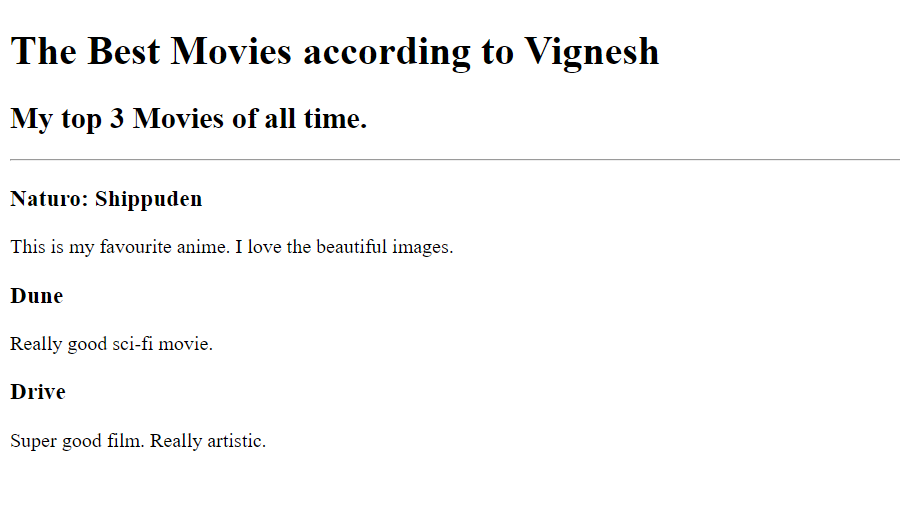 The Best Movies according to Vignesh
My top 3 Movies of all time.
Naturo: Shippuden
This is my favourite anime. I love the beautiful images.
Dune
Really good sci-fi movie.
Drive
Super good film. Really artistic.